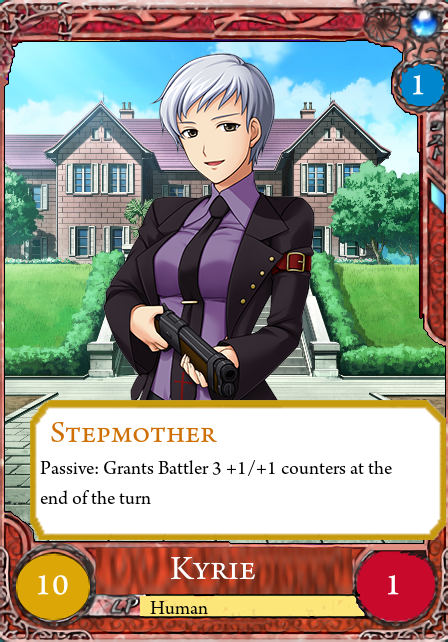 1
Stepmother
Passive: Grants Battler 3 +1/+1 counters at the
end of the turn
Kyrie
10
1
LP
Human